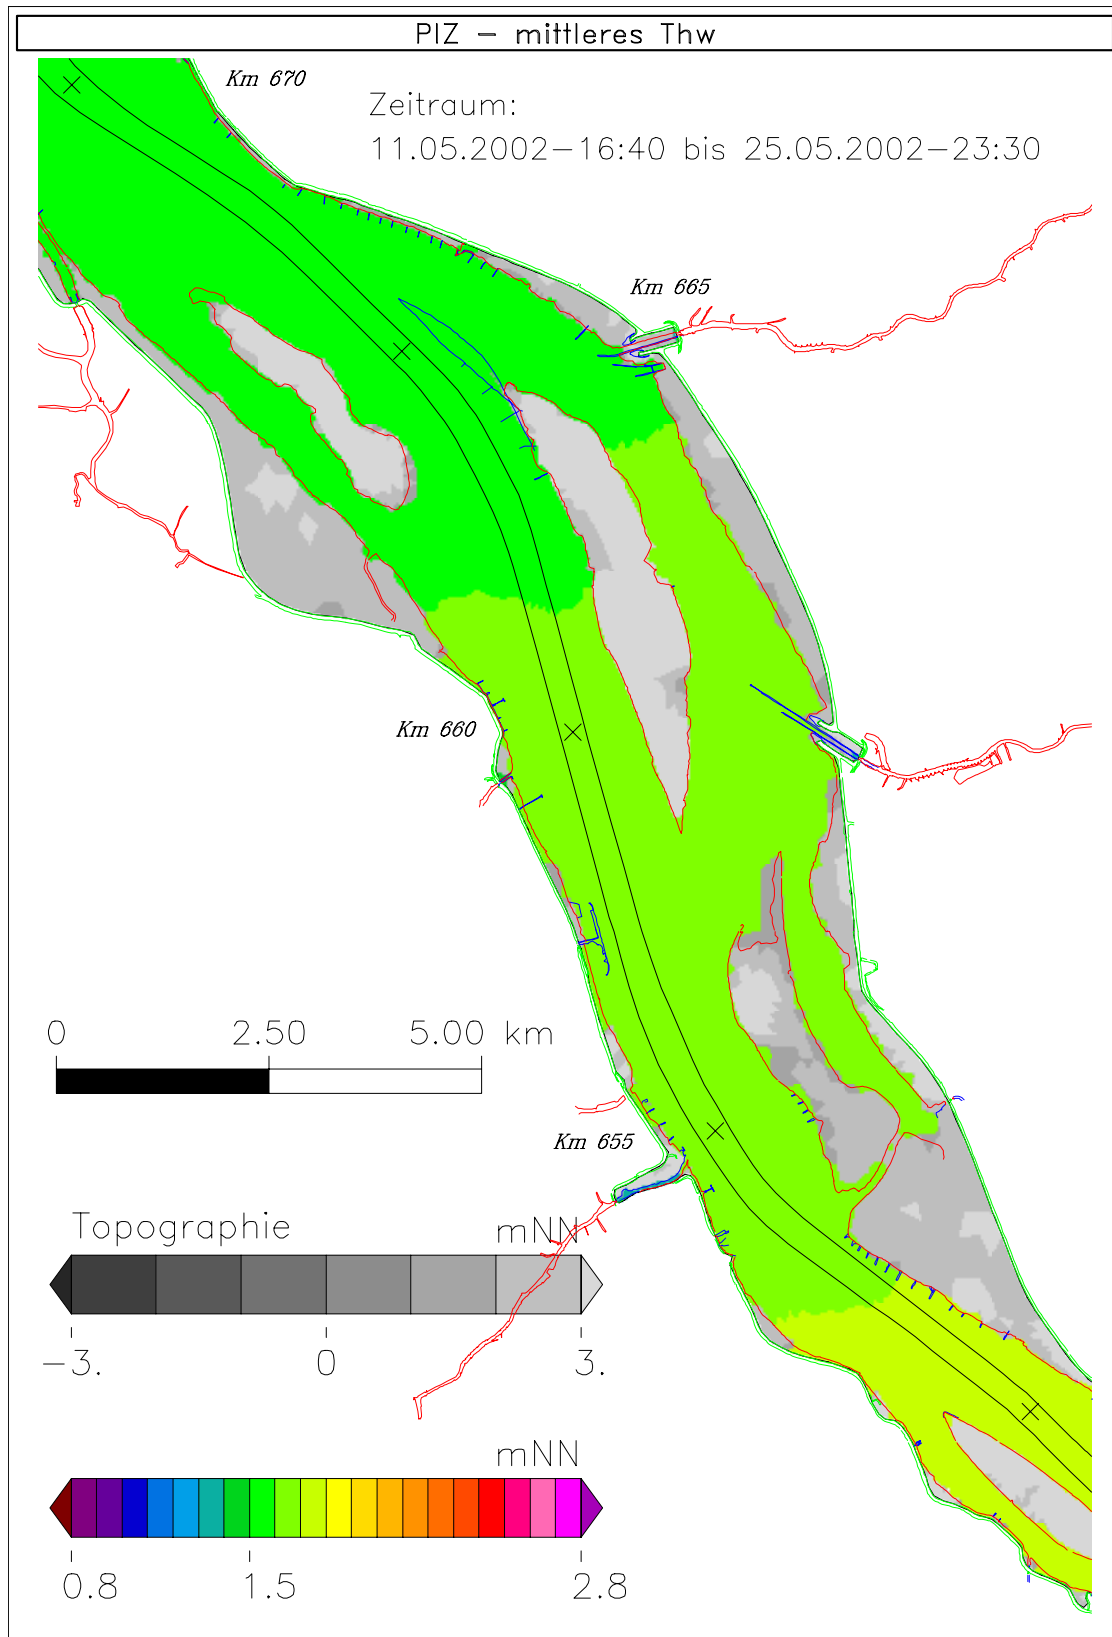 PIZ – mittleres Thw
Km 670
Zeitraum:
11.05.2002–16:40 bis 25.05.2002–23:30
Km 665
Km 660
0 2.50 5.00 km
Km 655
Topographie mNN
–3. 0 3.
mNN
0.8 1.5 2.8